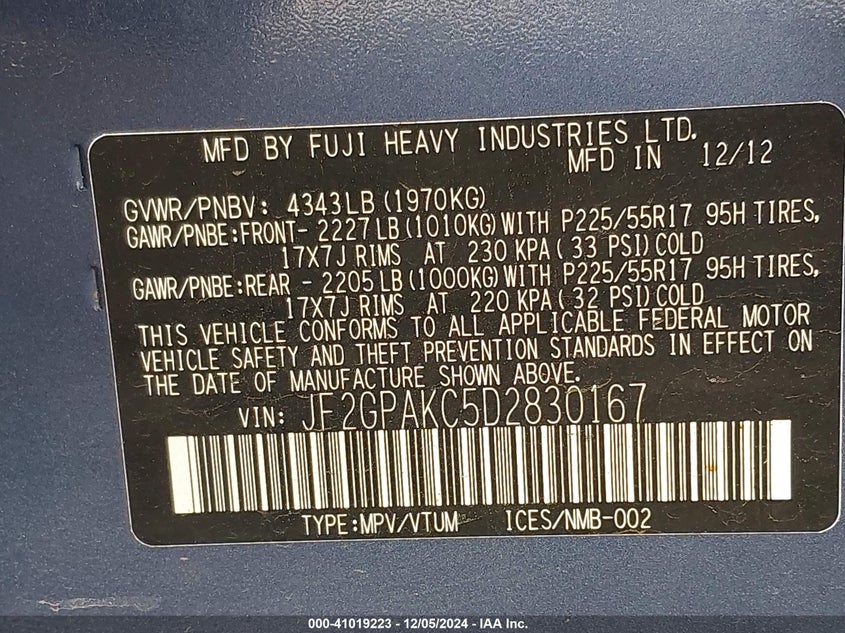 MFD BY FUJI HEAVY INDUSTRIES LTD.
MFD IN 12/12
GVWR/PNBV: 4343LB (1970KG)
GAWR/PNBE:FRONT- 2227LB (1010KG)WITH P225/55R17 95H TIRES,
17X7J RIMS AT 230 KPA( 33 PSI)COLD
GAWR/PNBE:REAR - 2205LB (1000KG)WITH P225/55R17 95H TIRES,
17X7J RIMS AT 220 KPA( 32 PSI)COLD
THIS VEHICLE CONFORMS TO ALL APPLICABLE FEDERAL MOTOR
VEHICLE SAFETY AND THEFT PREVENTION STANDARDS IN EFFECT ON
THE DATE OF MANUFACTURE SHOWN ABOVE.
VIN: JF2GPAKC5D2830167
TYPE:MPV/VTUM ICES/NMB-002
000-41019223 - 12/05/2024 - IAA Inc.